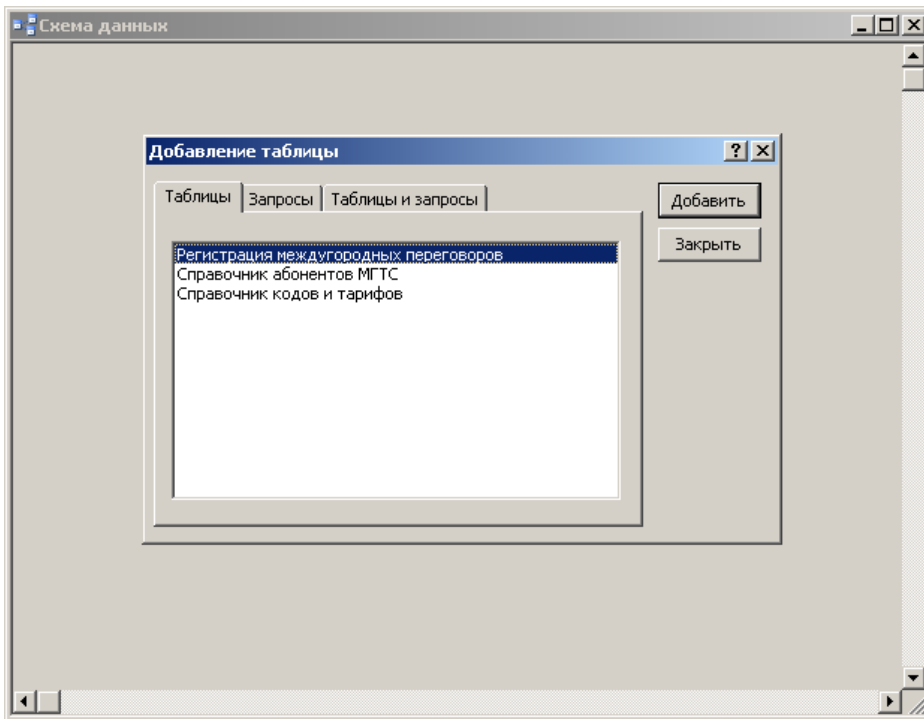 Схема данных
Добавление таблицы
Таблицы Запросы Таблицы и запросы
Добавить
Закрыть
Регистрация междугородных переговоров
Справочник абонентов МГТС
Справочник кодов и тарифов